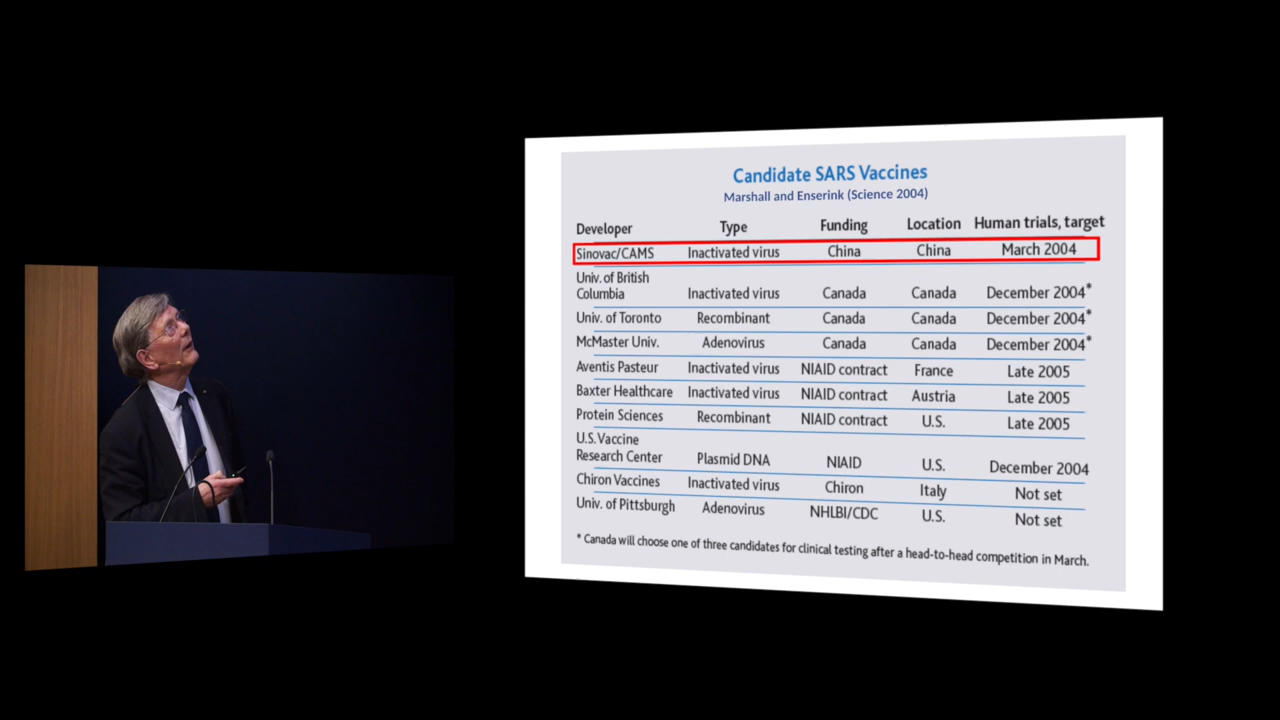 Candidate SARS Vaccines
Marshall and Enserink (Science 2004)
Developer Type Funding Location Human trials, target
Sinovac/CAMS Inactivated virus China China March 2004
Univ. of British
Columbia Inactivated virus Canada Canada December 2004*
Univ. of Toronto Recombinant Canada Canada December 2004*
McMaster Univ. Adenovirus Canada Canada December 2004*
Aventis Pasteur Inactivated virus NIAID contract France Late 2005
Baxter Healthcare Inactivated virus NIAID contract Austria Late 2005
Protein Sciences Recombinant NIAID contract U.S. Late 2005
U.S. Vaccine
Research Center Plasmid DNA NIAID U.S. December 2004
Chiron Vaccines Inactivated virus Chiron Italy Not set
Univ. of Pittsburgh Adenovirus NHLBI/CDC U.S. Not set
* Canada will choose one of three candidates for clinical testing after a head-to-head competition in March.